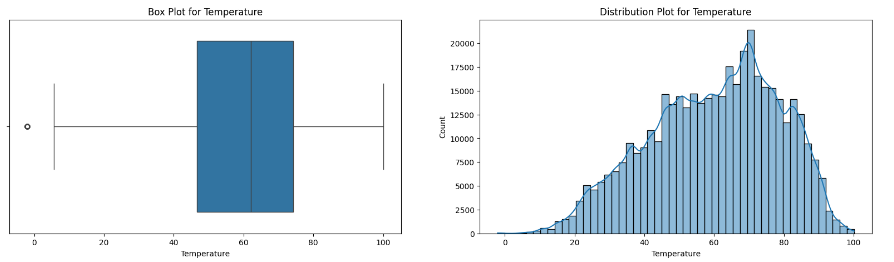 Box Plot for Temperature
0 20 40 60 80 100
Temperature
Distribution Plot for Temperature
20000
17500
15000
12500
10000
7500
5000
2500
0
Count
0 20 40 60 80 100
Temperature